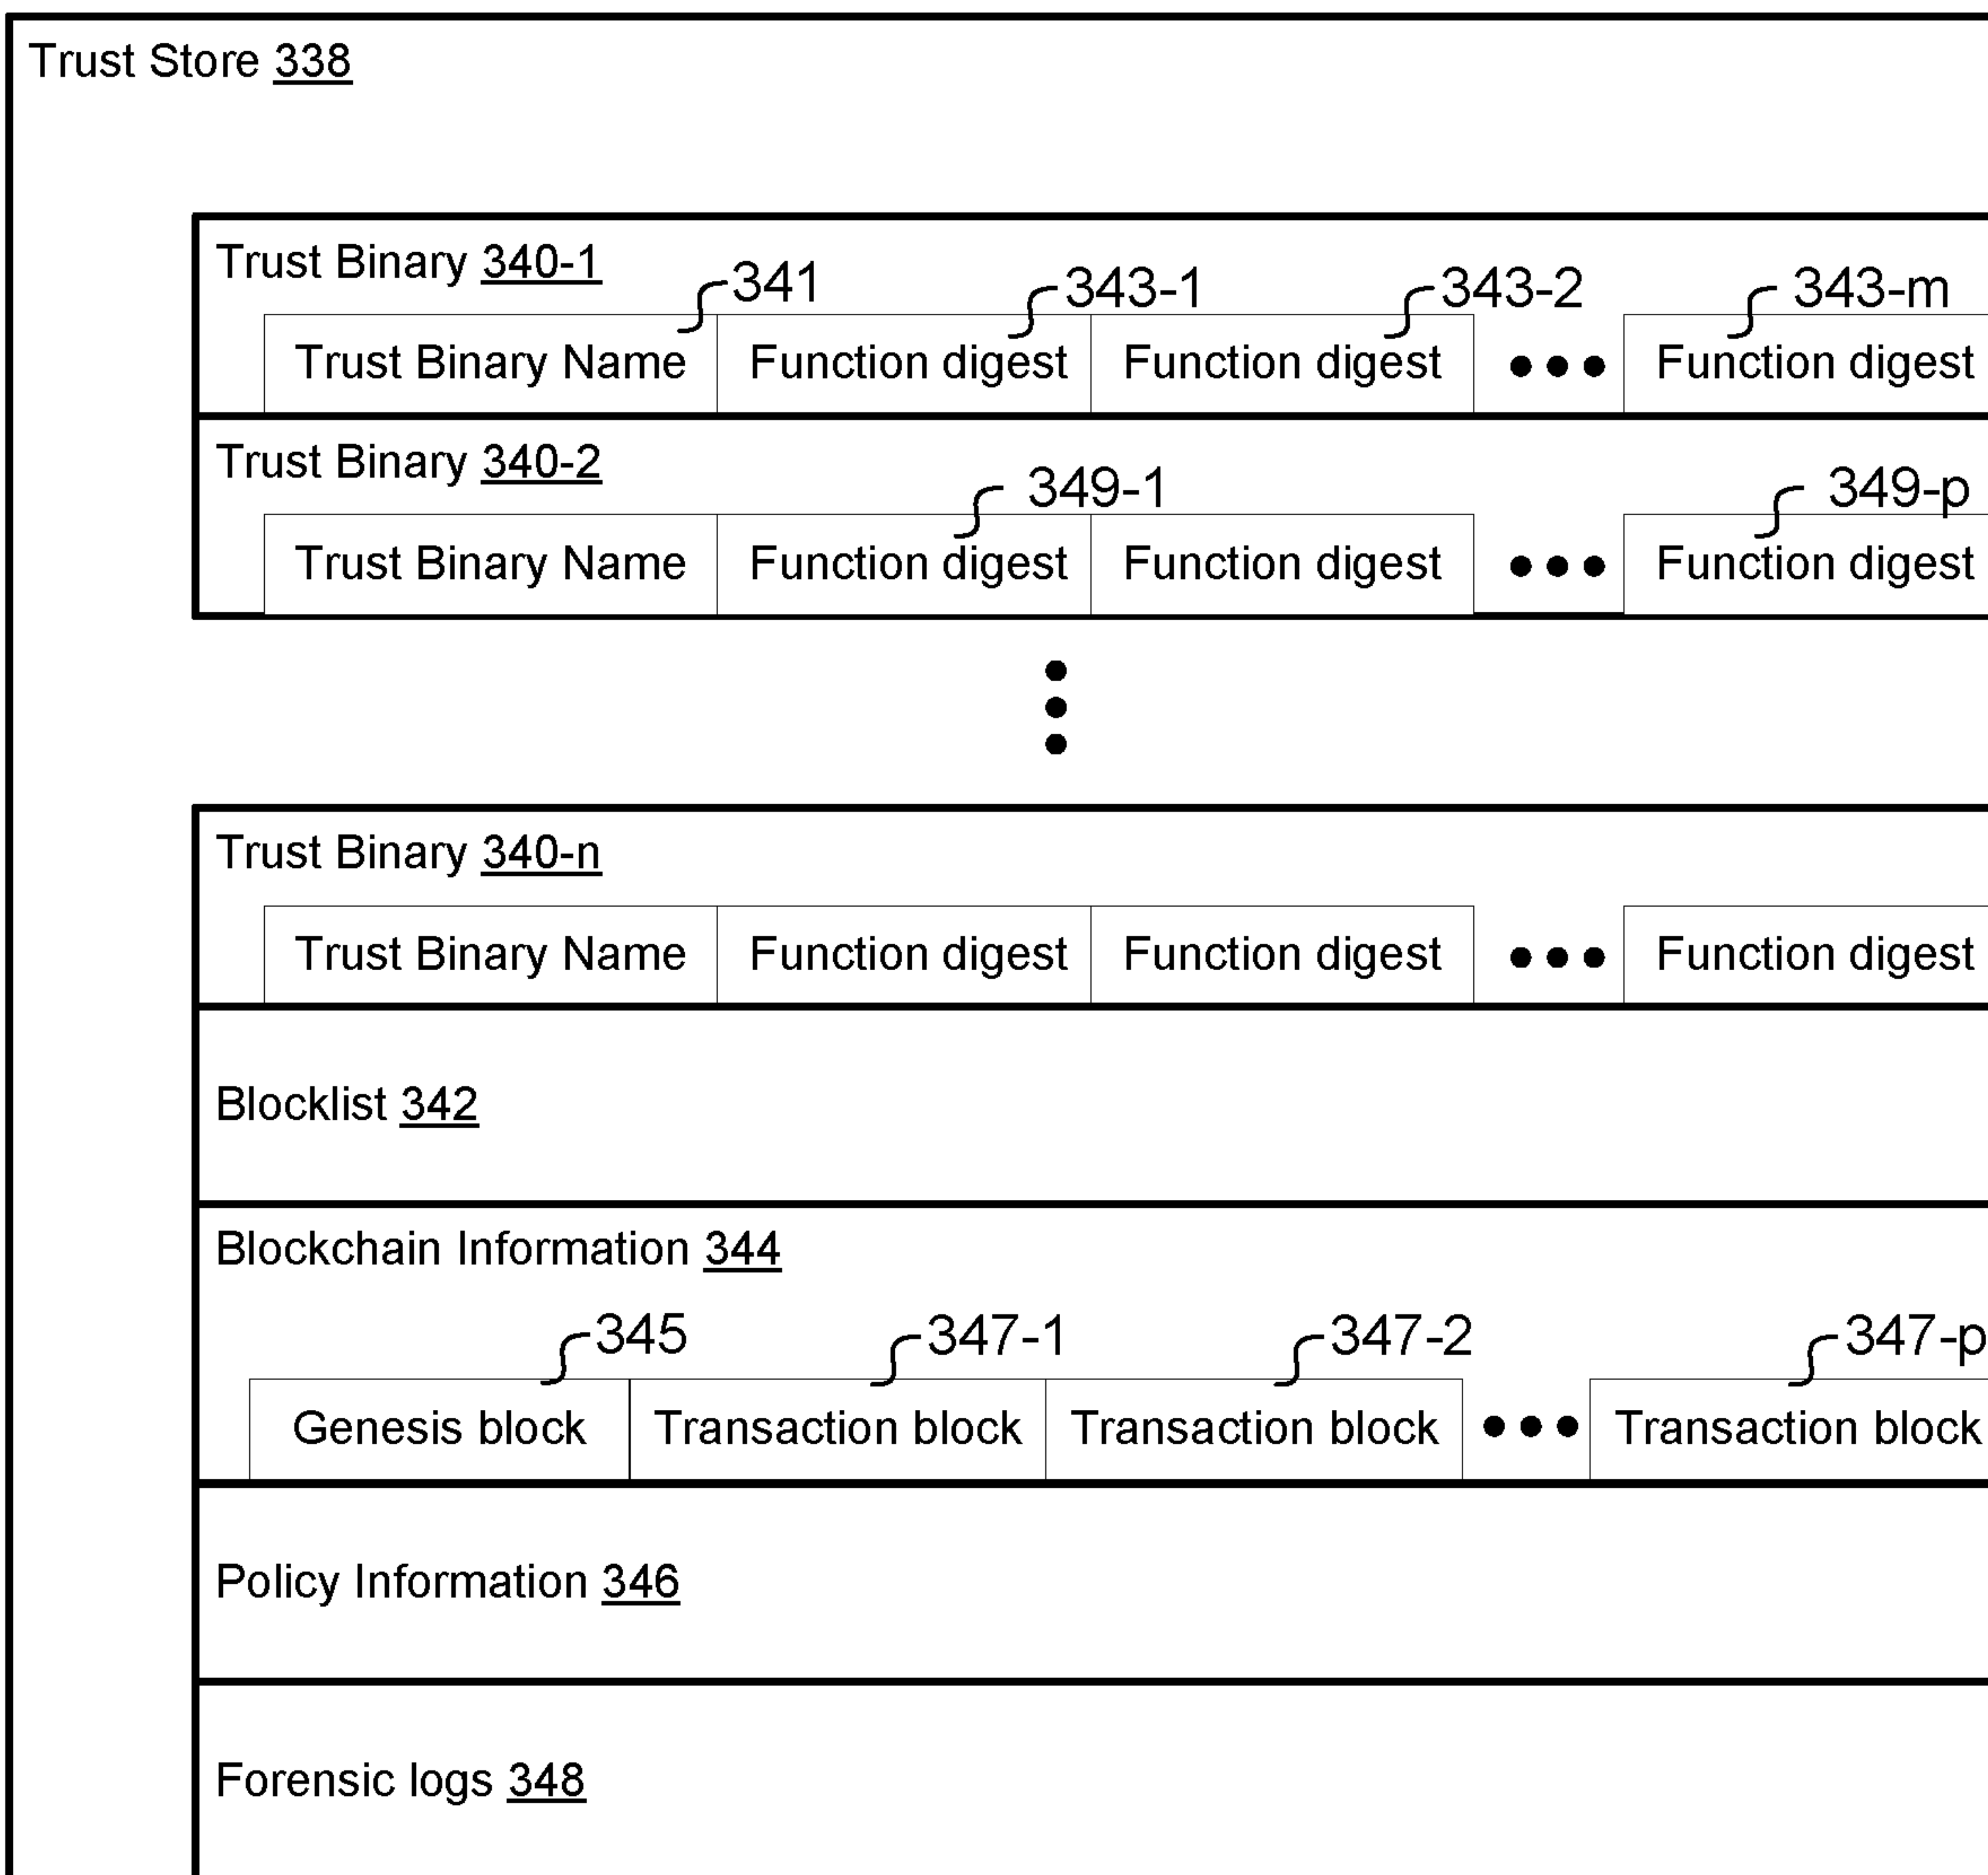 Trust Store 338
Trust Binary 340-1
341 343-1 343-2 343-m
Trust Binary Name Function digest Function digest ●●● Function digest
Trust Binary 340-2
349-1 349-p
Trust Binary Name Function digest Function digest ●●● Function digest
Trust Binary 340-n
Trust Binary Name Function digest Function digest ●●● Function digest
Blocklist 342
Blockchain Information 344
345 347-1 347-2 347-p
Genesis block Transaction block Transaction block ●●● Transaction block
Policy Information 346
Forensic logs 348